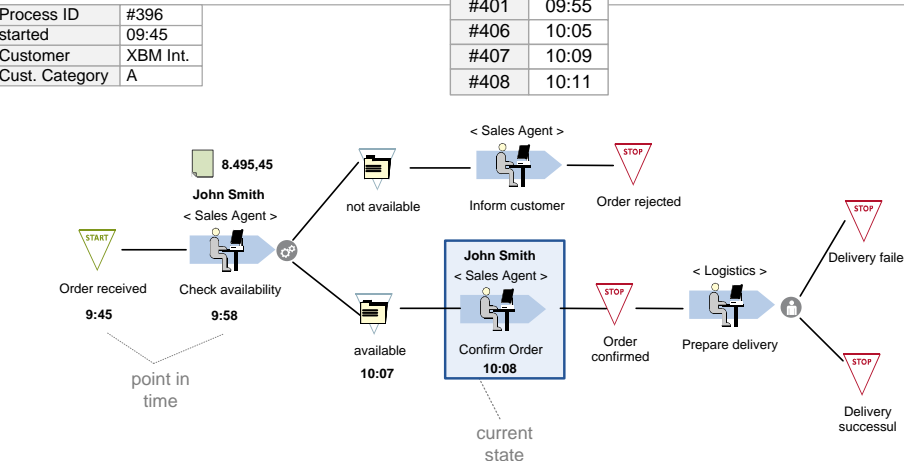 Process ID #396
started 09:45
Customer XBM Int.
Cust. Category A
#401 09:55
#406 10:05
#407 10:09
#408 10:11
< Sales Agent >
STOP
8.495,45
John Smith
< Sales Agent >
not available
Inform customer
Order rejected
START
STOP
Order received
Check availability
9:45
9:58
John Smith
< Sales Agent >
Delivery faile
< Logistics >
STOP
available
10:07
Confirm Order
10:08
Order
confirmed
Prepare delivery
STOP
point in
time
Delivery
successul
current
state